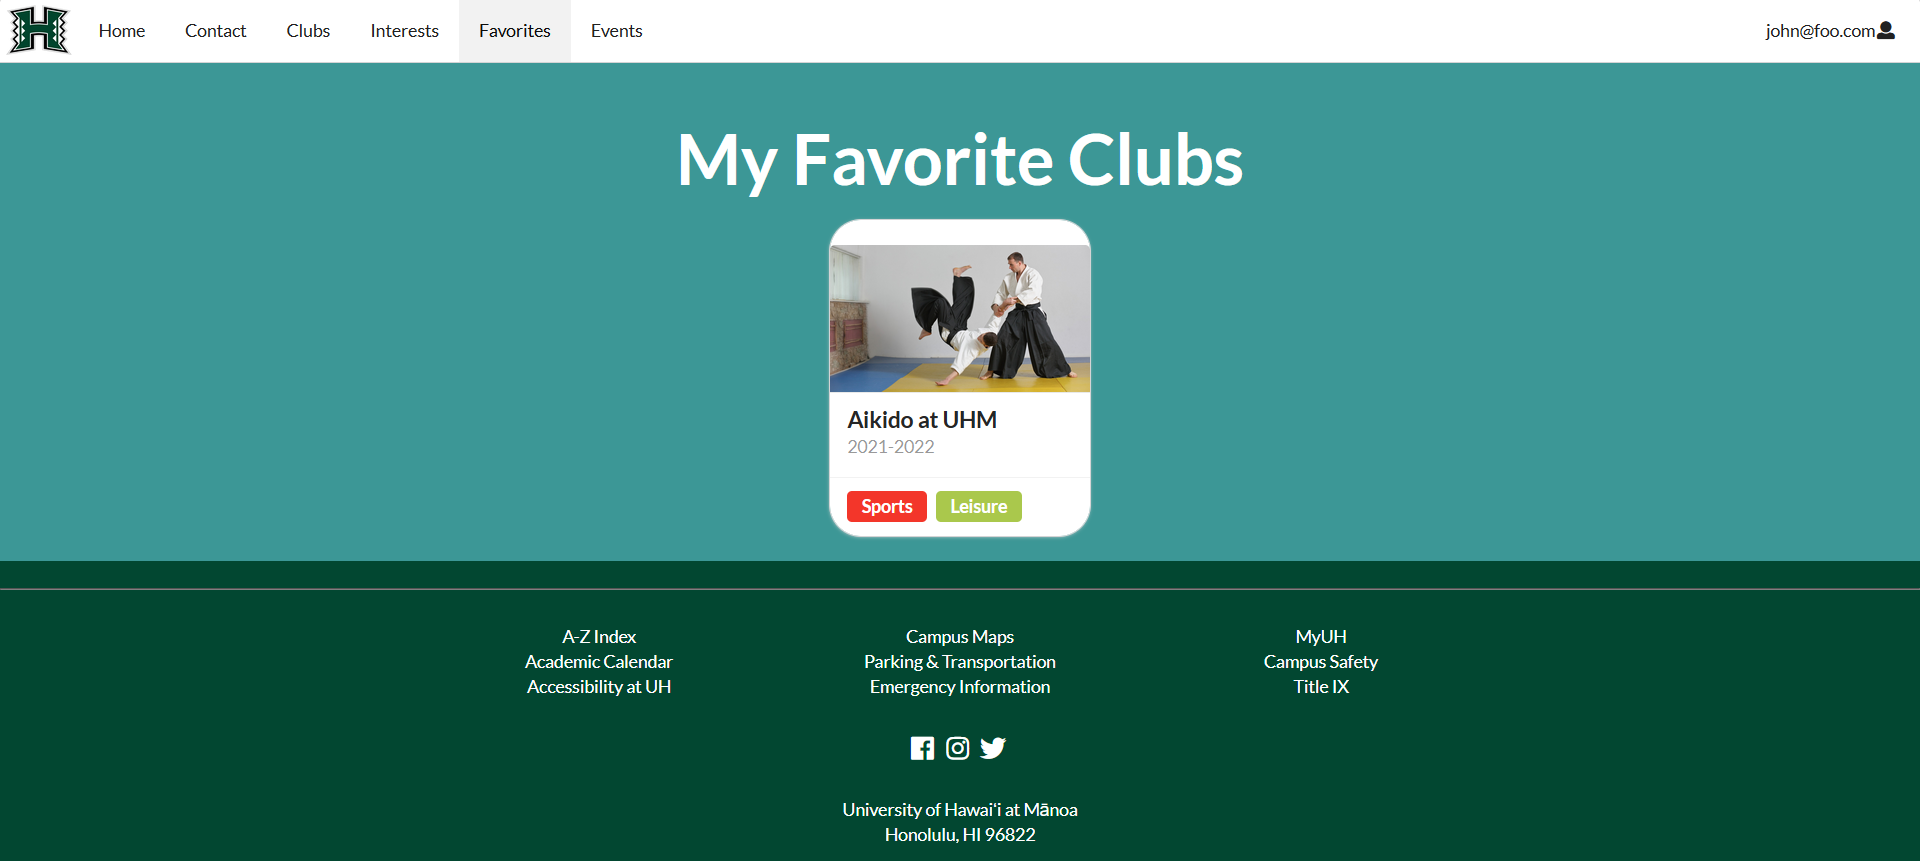 H
Home Contact Clubs Interests Favorites Events john@foo.com
My Favorite Clubs
Aikido at UHM
2021-2022
Sports Leisure
A-Z Index
Academic Calendar
Accessibility at UH
Campus Maps
Parking & Transportation
Emergency Information
MyUH
Campus Safety
Title IX
University of Hawaiʻi at Mānoa
Honolulu, HI 96822